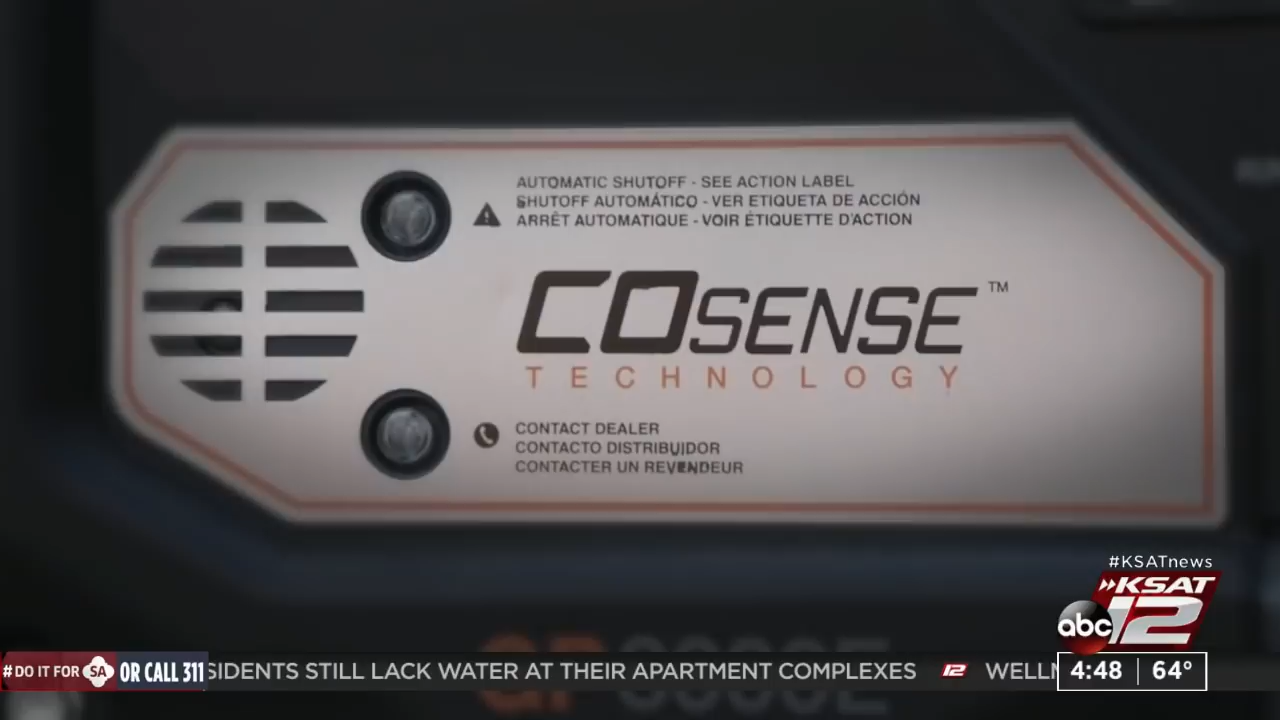 AUTOMATIC SHUTOFF - SEE ACTION LABEL
SHUTOFF AUTOMÁTICO - VER ETIQUETA DE ACCIÓN
ARRÊT AUTOMATIQUE - VOIR ÉTIQUETTE D'ACTION
COSENSE™
TECHNOLOGY
CONTACT DEALER
CONTACTO DISTRIBUIDOR
CONTACTER UN REVENDEUR
#KSATnews
KSAT
abc 12
#DO IT FOR SA OR CALL 311 SIDENTS STILL LACK WATER AT THEIR APARTMENT COMPLEXES 12 WELL 4:48 64°